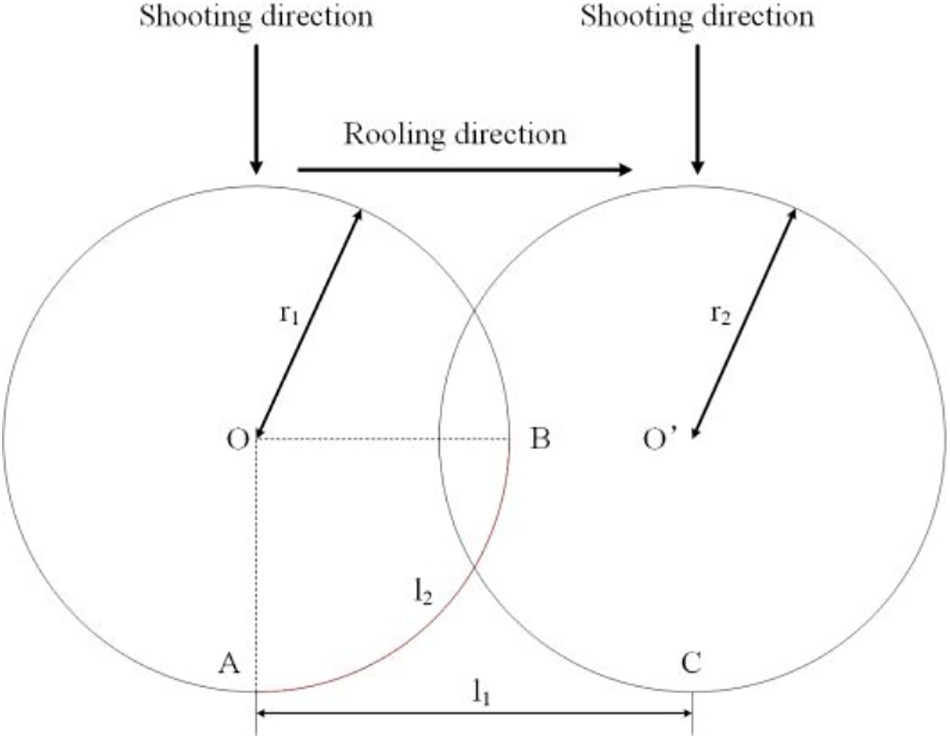 Shooting direction
Shooting direction
Rooling direction
r₁
r₂
O
B
O’
l₂
A
C
l₁